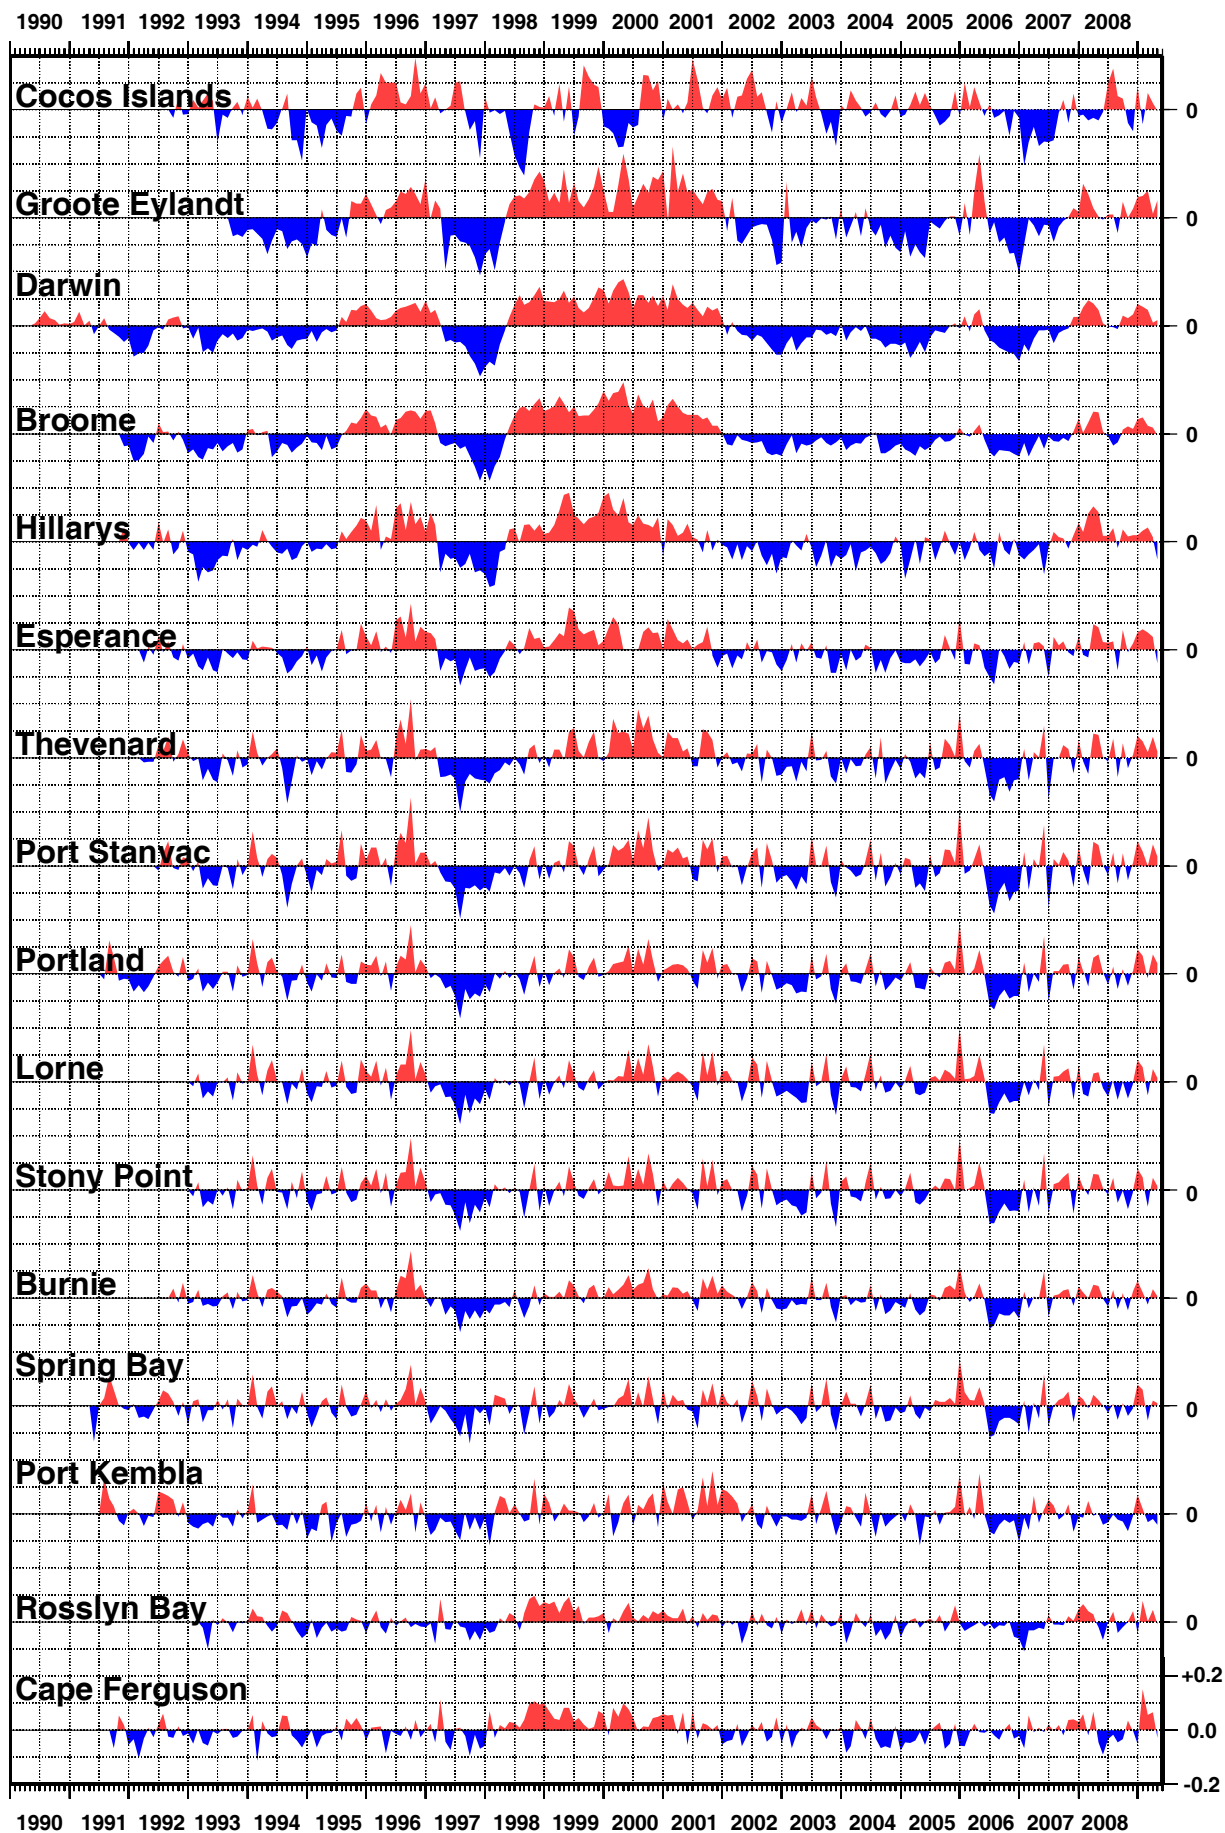 1990 1991 1992 1993 1994 1995 1996 1997 1998 1999 2000 2001 2002 2003 2004 2005 2006 2007 2008
Cocos Islands 0
Groote Eylandt 0
Darwin
0
Broome 0
Hillarys 0
Esperance 0
Thevenard 0
Port Stanvac 0
Portland 0
Lorne 0
Stony Point 0
Burnie 0
Spring Bay
0
Port Kembla
0
Rosslyn Bay 0
+0.2
Cape Ferguson
0.0
-0.2
1990 1991 1992 1993 1994 1995 1996 1997 1998 1999 2000 2001 2002 2003 2004 2005 2006 2007 2008